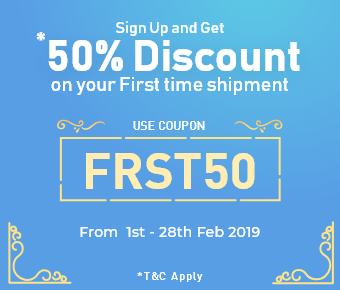 Sign Up and Get
*50% Discount
on your First time shipment
USE COUPON
FRST50
From 1st - 28th Feb 2019
*T&C Apply